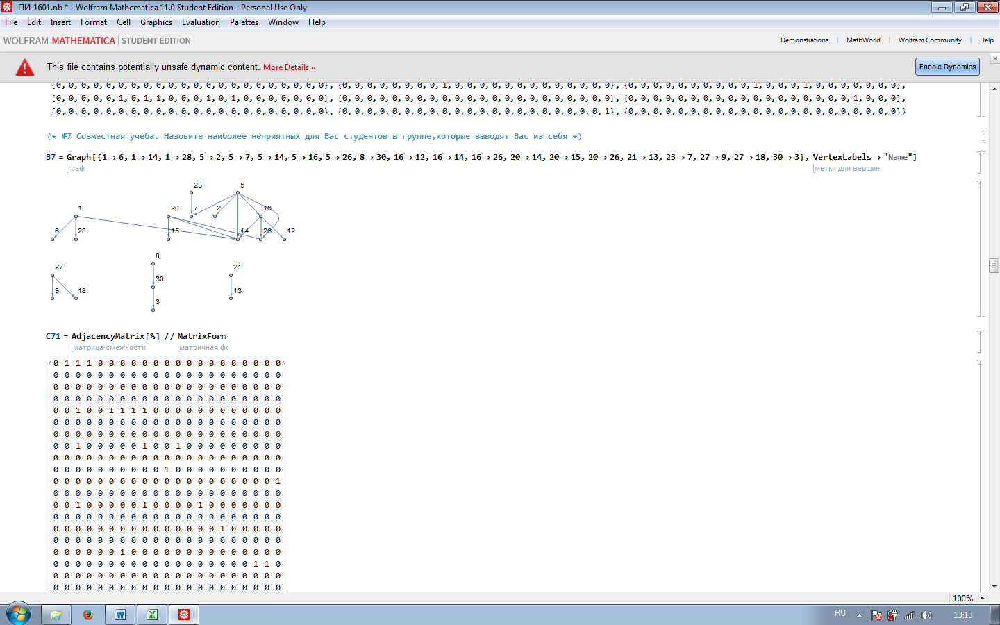 ПИ-1601.nb * - Wolfram Mathematica 11.0 Student Edition - Personal Use Only
File Edit Insert Format Cell Graphics Evaluation Palettes Window Help
WOLFRAM MATHEMATICA | STUDENT EDITION
Demonstrations | MathWorld | Wolfram Community | Help
This file contains potentially unsafe dynamic content. More Details »
Enable Dynamics
{0, 0, 0, 0, 0, 0, 0, 0, 0, 0, 0, 0, 0, 0, 0, 0, 0, 0, 0, 0, 0, 0}, {0, 0, 0, 0, 0, 0, 0, 0, 1, 0, 0, 0, 0, 0, 0, 0, 0, 0, 0, 0, 0, 0}, {0, 0, 0, 0, 0, 0, 0, 0, 0, 0, 1, 0, 0, 0, 1, 0, 0, 0, 0, 0, 0, 0},
{0, 0, 0, 0, 0, 1, 0, 1, 1, 0, 0, 0, 1, 0, 1, 0, 0, 0, 0, 0, 0, 0}, {0, 0, 0, 0, 0, 0, 0, 0, 0, 0, 0, 0, 0, 0, 0, 0, 0, 0, 0, 0, 0, 0}, {0, 0, 0, 0, 0, 0, 0, 0, 0, 0, 0, 0, 0, 0, 0, 0, 0, 0, 1, 0, 0, 0},
{0, 0, 0, 0, 0, 0, 0, 0, 0, 0, 0, 0, 0, 0, 0, 0, 0, 0, 0, 0, 0, 0}, {0, 0, 0, 0, 0, 0, 0, 0, 0, 0, 0, 0, 0, 0, 0, 0, 0, 0, 0, 0, 0, 1}, {0, 0, 0, 0, 0, 0, 0, 0, 0, 0, 0, 0, 0, 0, 0, 0, 0, 0, 0, 0, 0, 0}}
(* №7 Совместная учеба. Назовите наиболее неприятных для Вас студентов в группе,которые выводят Вас из себя *)
B7 = Graph[{1 → 6, 1 → 14, 1 → 28, 5 → 2, 5 → 7, 5 → 14, 5 → 16, 5 → 26, 8 → 30, 16 → 12, 16 → 14, 16 → 26, 20 → 14, 20 → 15, 20 → 26, 21 → 13, 23 → 7, 27 → 9, 27 → 18, 30 → 3}, VertexLabels → "Name"]
граф метки для вершин
23 5
1 20 7 2 16
6 28 15 14 26 12
8
27 21
30
9 18 13
3
C71 = AdjacencyMatrix[%] // MatrixForm
матрица смежности матричная фо
0 1 1 1 0 0 0 0 0 0 0 0 0 0 0 0 0 0 0 0 0
0 0 0 0 0 0 0 0 0 0 0 0 0 0 0 0 0 0 0 0 0
0 0 0 0 0 0 0 0 0 0 0 0 0 0 0 0 0 0 0 0 0
0 0 0 0 0 0 0 0 0 0 0 0 0 0 0 0 0 0 0 0 0
0 0 1 0 0 1 1 1 1 0 0 0 0 0 0 0 0 0 0 0 0
0 0 0 0 0 0 0 0 0 0 0 0 0 0 0 0 0 0 0 0 0
0 0 0 0 0 0 0 0 0 0 0 0 0 0 0 0 0 0 0 0 0
0 0 1 0 0 0 0 0 1 0 0 1 0 0 0 0 0 0 0 0 0
0 0 0 0 0 0 0 0 0 0 0 0 0 0 0 0 0 0 0 0 0
0 0 0 0 0 0 0 0 0 0 1 0 0 0 0 0 0 0 0 0 0
0 0 0 0 0 0 0 0 0 0 0 0 0 0 0 0 0 0 0 0 1
0 0 0 0 0 0 0 0 0 0 0 0 0 0 0 0 0 0 0 0 0
0 0 1 0 0 0 0 0 1 0 0 0 0 1 0 0 0 0 0 0 0
0 0 0 0 0 0 0 0 0 0 0 0 0 0 0 0 0 0 0 0 0
0 0 0 0 0 0 0 0 0 0 0 0 0 0 0 1 0 0 0 0 0
0 0 0 0 0 0 0 0 0 0 0 0 0 0 0 0 0 0 0 0 0
0 0 0 0 0 0 1 0 0 0 0 0 0 0 0 0 0 0 0 0 0
0 0 0 0 0 0 0 0 0 0 0 0 0 0 0 0 0 0 1 1 0
0 0 0 0 0 0 0 0 0 0 0 0 0 0 0 0 0 0 0 0 0
0 0 0 0 0 0 0 0 0 0 0 0 0 0 0 0 0 0 0 0 0
100%
RU 13:13